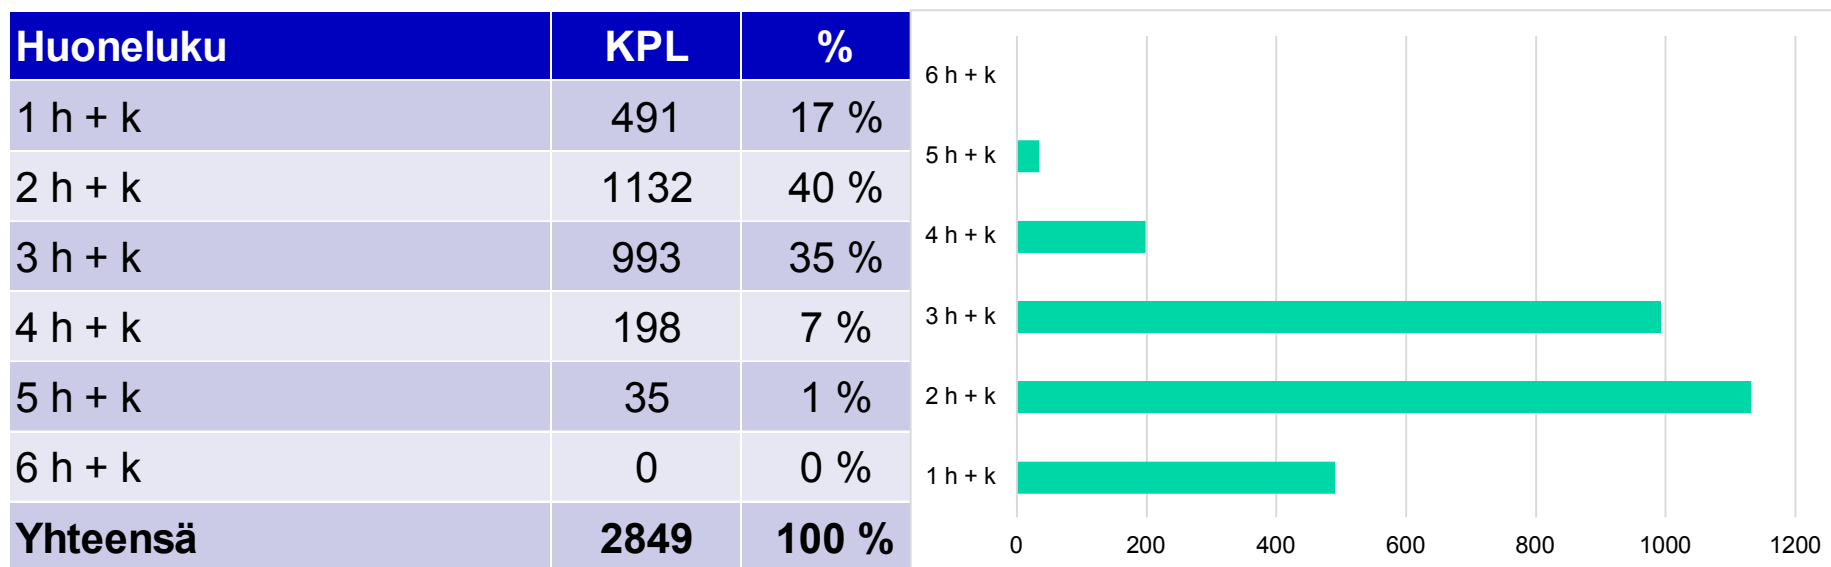 Huoneluku KPL %
1 h + k 491 17 %
2 h + k 1132 40 %
3 h + k 993 35 %
4 h + k 198 7 %
5 h + k 35 1 %
6 h + k 0 0 %
Yhteensä 2849 100 %
6 h + k
5 h + k
4 h + k
3 h + k
2 h + k
1 h + k
0 200 400 600 800 1000 1200